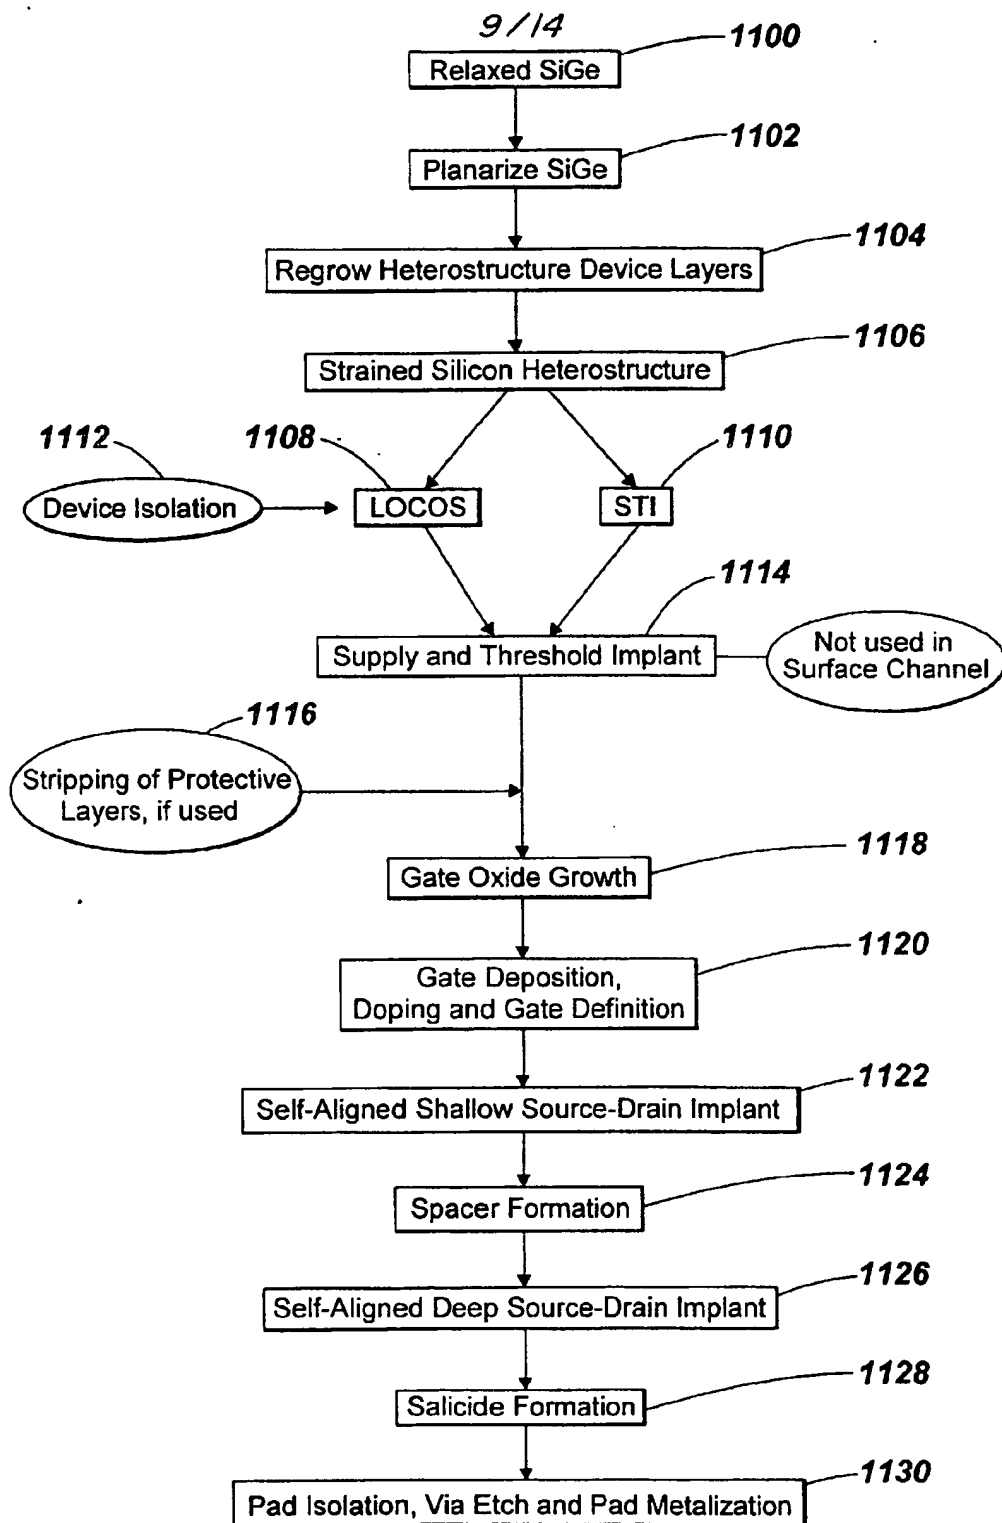 9/14
1100
Relaxed SiGe
1102
Planarize SiGe
1104
Regrow Heterostructure Device Layers
1106
Strained Silicon Heterostructure
1112
1108
1110
Device Isolation
LOCOS
STI
1114
Supply and Threshold Implant
Not used in
Surface Channel
1116
Stripping of Protective
Layers, if used
1118
Gate Oxide Growth
1120
Gate Deposition,
Doping and Gate Definition
1122
Self-Aligned Shallow Source-Drain Implant
1124
Spacer Formation
1126
Self-Aligned Deep Source-Drain Implant
1128
Salicide Formation
1130
Pad Isolation, Via Etch and Pad Metalization